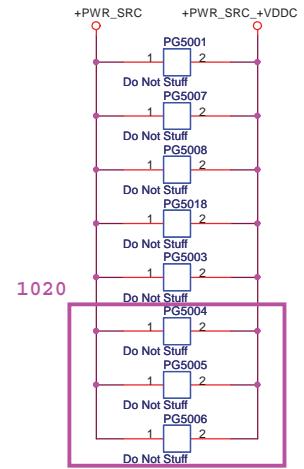 +PWR_SRC +PWR_SRC_+VDDC
PG5001
1 2
Do Not Stuff
PG5007
1 2
Do Not Stuff
PG5008
1 2
Do Not Stuff
PG5018
1 2
Do Not Stuff
PG5003
1 2
1020
Do Not Stuff
PG5004
1 2
Do Not Stuff
PG5005
1 2
Do Not Stuff
PG5006
1 2
Do Not Stuff